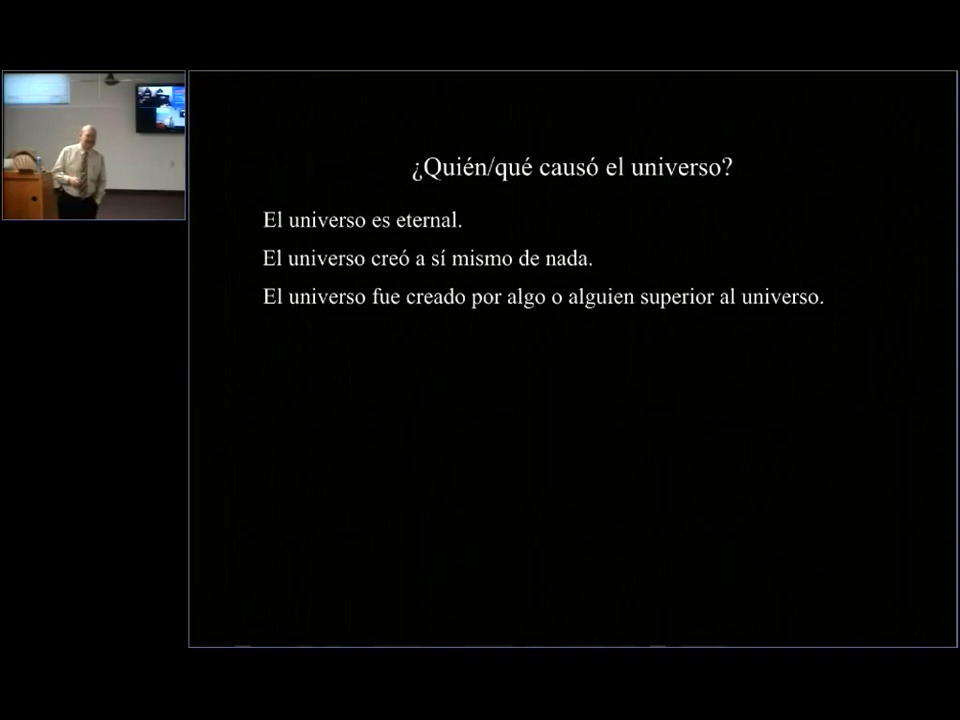 ¿Quién/qué causó el universo?
El universo es eternal.
El universo creó a sí mismo de nada.
El universo fue creado por algo o alguien superior al universo.